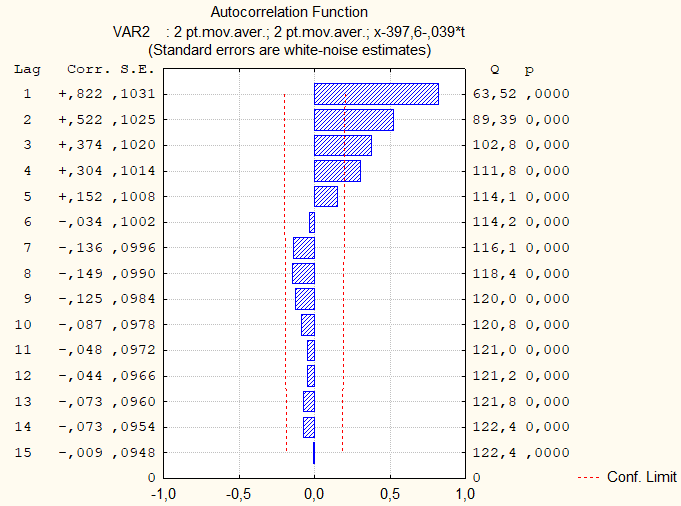 Autocorrelation Function
VAR2 : 2 pt.mov.aver.; 2 pt.mov.aver.; x-397,6-,039*t
(Standard errors are white-noise estimates)
Lag Corr. S.E. Q p
1 +,822 ,1031 63,52 ,0000
2 +,522 ,1025 89,39 0,000
3 +,374 ,1020 102,8 0,000
4 +,304 ,1014 111,8 0,000
5 +,152 ,1008 114,1 0,000
6 -,034 ,1002 114,2 0,000
7 -,136 ,0996 116,1 0,000
8 -,149 ,0990 118,4 0,000
9 -,125 ,0984 120,0 0,000
10 -,087 ,0978 120,8 0,000
11 -,048 ,0972 121,0 0,000
12 -,044 ,0966 121,2 0,000
13 -,073 ,0960 121,8 0,000
14 -,073 ,0954 122,4 0,000
15 -,009 ,0948 122,4 ,0000
0 0
-1,0 -0,5 0,0 0,5 1,0
Conf. Limit